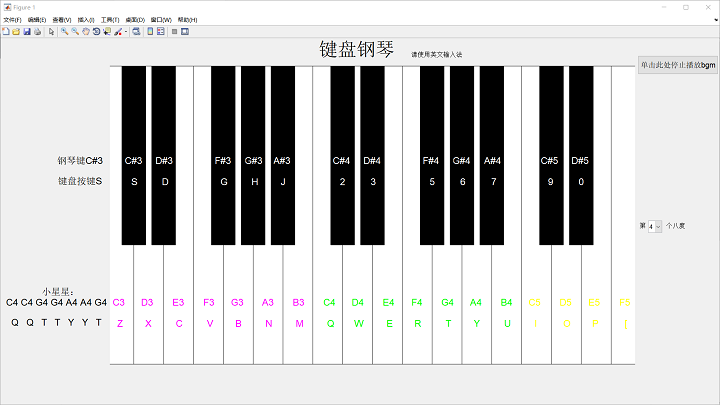 Figure 1
文件(F) 编辑(E) 查看(V) 插入(I) 工具(T) 桌面(D) 窗口(W) 帮助(H)
键盘钢琴 请使用英文输入法
单击此处停止播放bgm
钢琴键C#3 C#3 D#3 F#3 G#3 A#3 C#4 D#4 F#4 G#4 A#4 C#5 D#5
键盘按键S S D G H J 2 3 5 6 7 9 0
第 4 个八度
小星星:
C4 C4 G4 G4 A4 A4 G4 C3 D3 E3 F3 G3 A3 B3 C4 D4 E4 F4 G4 A4 B4 C5 D5 E5 F5
Q Q T T Y Y T Z X C V B N M Q W E R T Y U I O P [